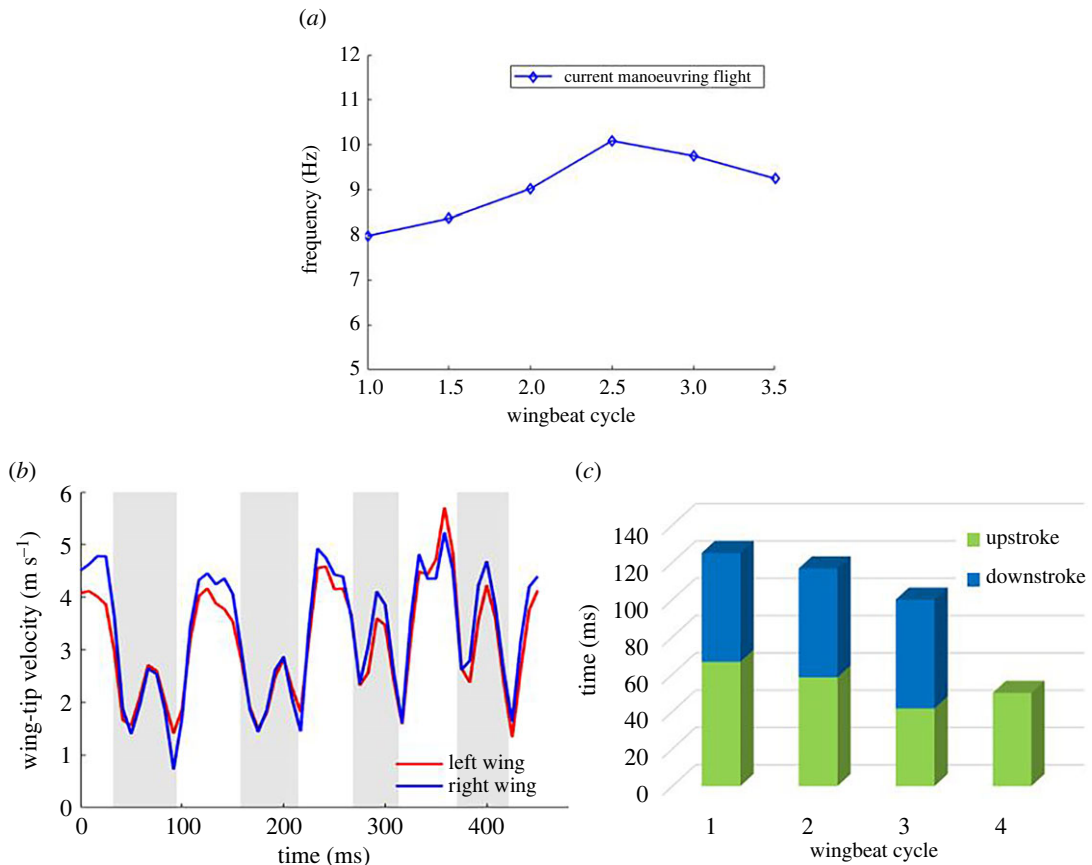 (a)
12
11
10
9
8
7
6
5
frequency (Hz)
current manoeuvring flight
1.0 1.5 2.0 2.5 3.0 3.5
wingbeat cycle
(b)
6
5
4
3
2
1
0
wing-tip velocity (m s⁻¹)
left wing
right wing
0 100 200 300 400
time (ms)
(c)
140
120
100
80
60
40
20
0
time (ms)
upstroke
downstroke
1 2 3 4
wingbeat cycle